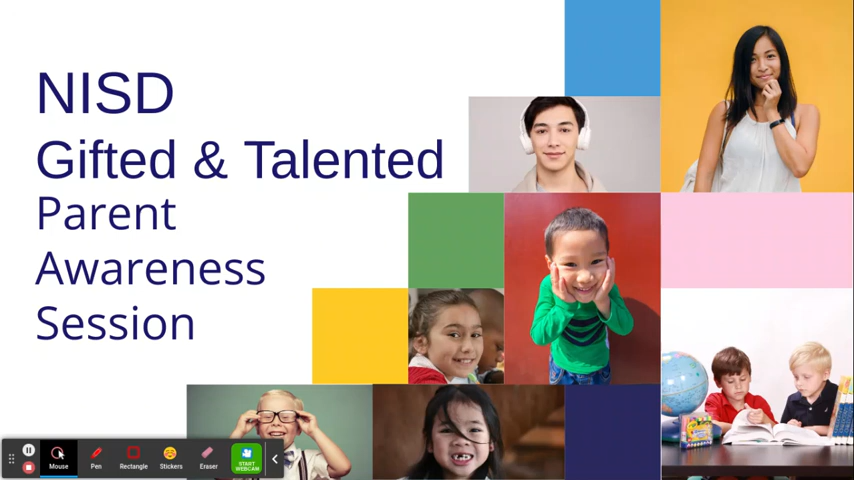 NISD
Gifted & Talented
Parent
Awareness
Session
Mouse
Pen
Rectangle
Stickers
Eraser
START
WEBCAM